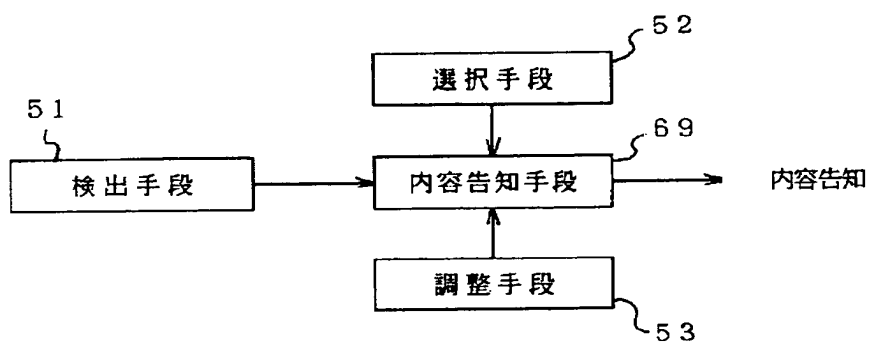 ５２
選択手段
５１
６９
検出手段
内容告知手段
内容告知
調整手段
５３